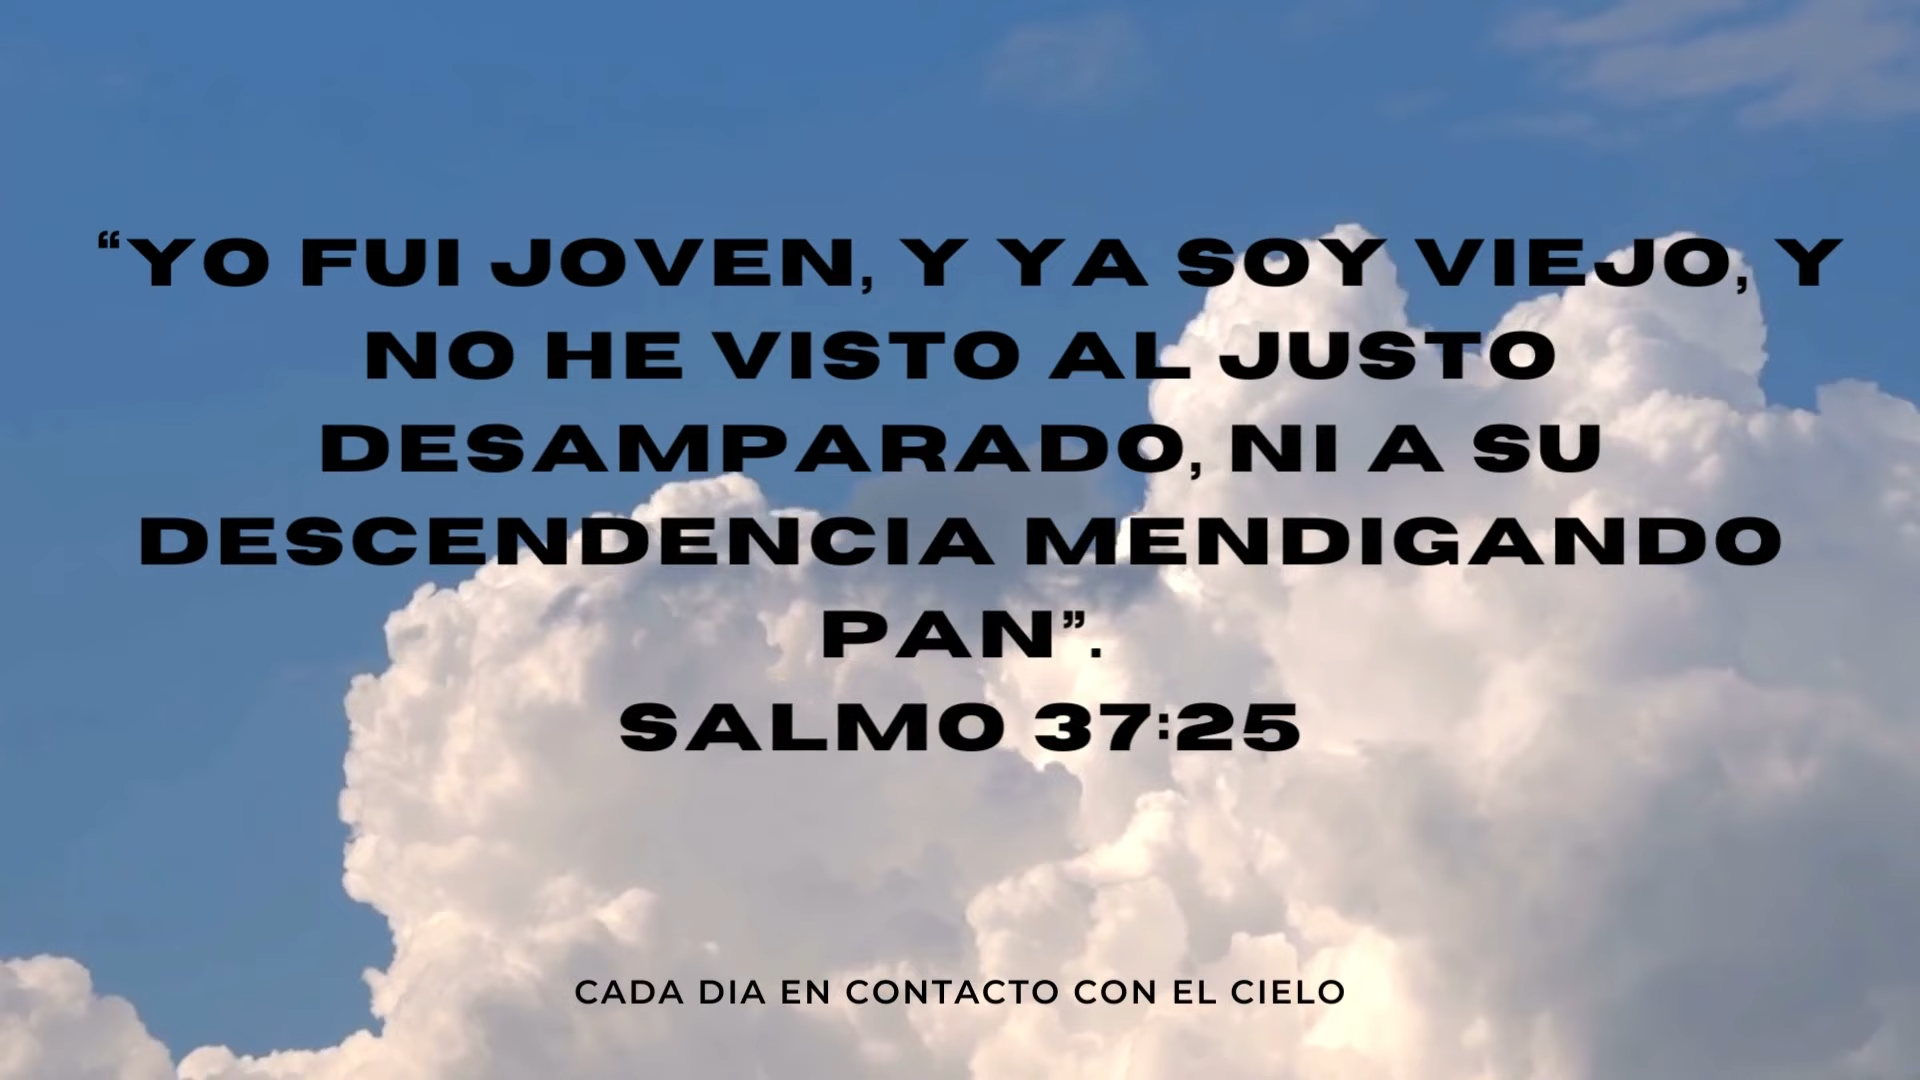 “YO FUI JOVEN, Y YA SOY VIEJO, Y
NO HE VISTO AL JUSTO
DESAMPARADO, NI A SU
DESCENDENCIA MENDIGANDO
PAN”.
SALMO 37:25
CADA DIA EN CONTACTO CON EL CIELO